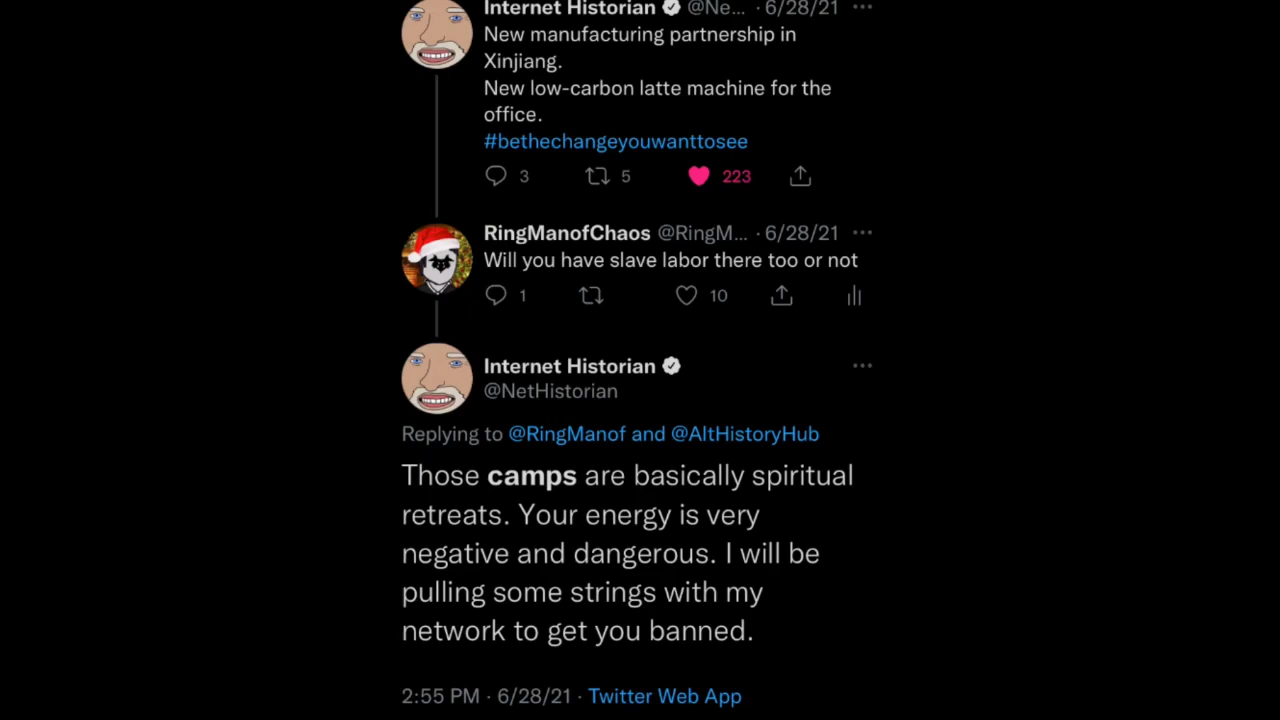 Internet Historian @Ne... · 6/28/21 ···
New manufacturing partnership in
Xinjiang.
New low-carbon latte machine for the
office.
#bethechangeyouwanttosee
3 5 223
RingManofChaos @RingM... · 6/28/21 ···
Will you have slave labor there too or not
1 10
Internet Historian ···
@NetHistorian
Replying to @RingManof and @AltHistoryHub
Those camps are basically spiritual
retreats. Your energy is very
negative and dangerous. I will be
pulling some strings with my
network to get you banned.
2:55 PM · 6/28/21 · Twitter Web App